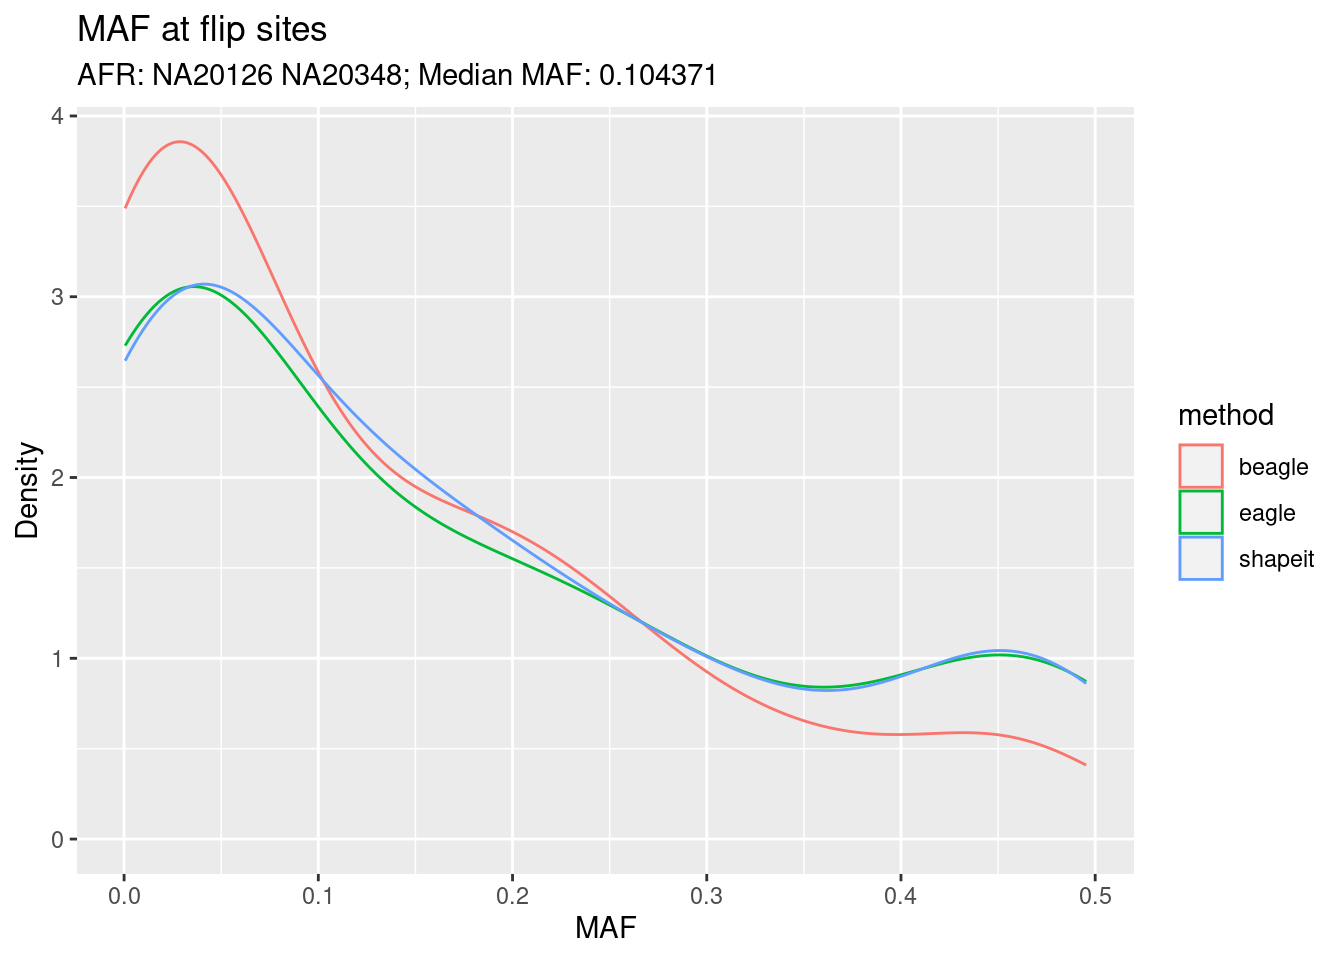 MAF at flip sites
AFR: NA20126 NA20348; Median MAF: 0.104371
4
3
2
1
0
Density
0.0 0.1 0.2 0.3 0.4 0.5
MAF
method
beagle
eagle
shapeit